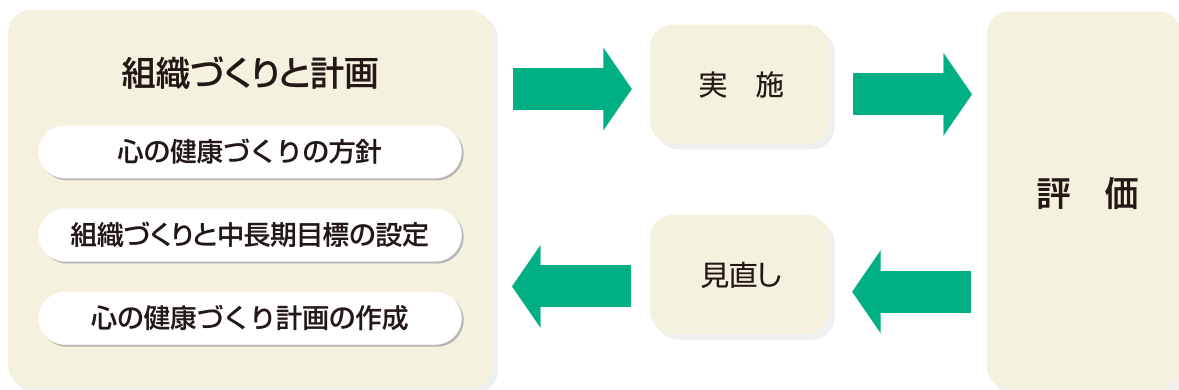 組織づくりと計画
心の健康づくりの方針
組織づくりと中長期目標の設定
心の健康づくり計画の作成
実　施
評　価
見直し